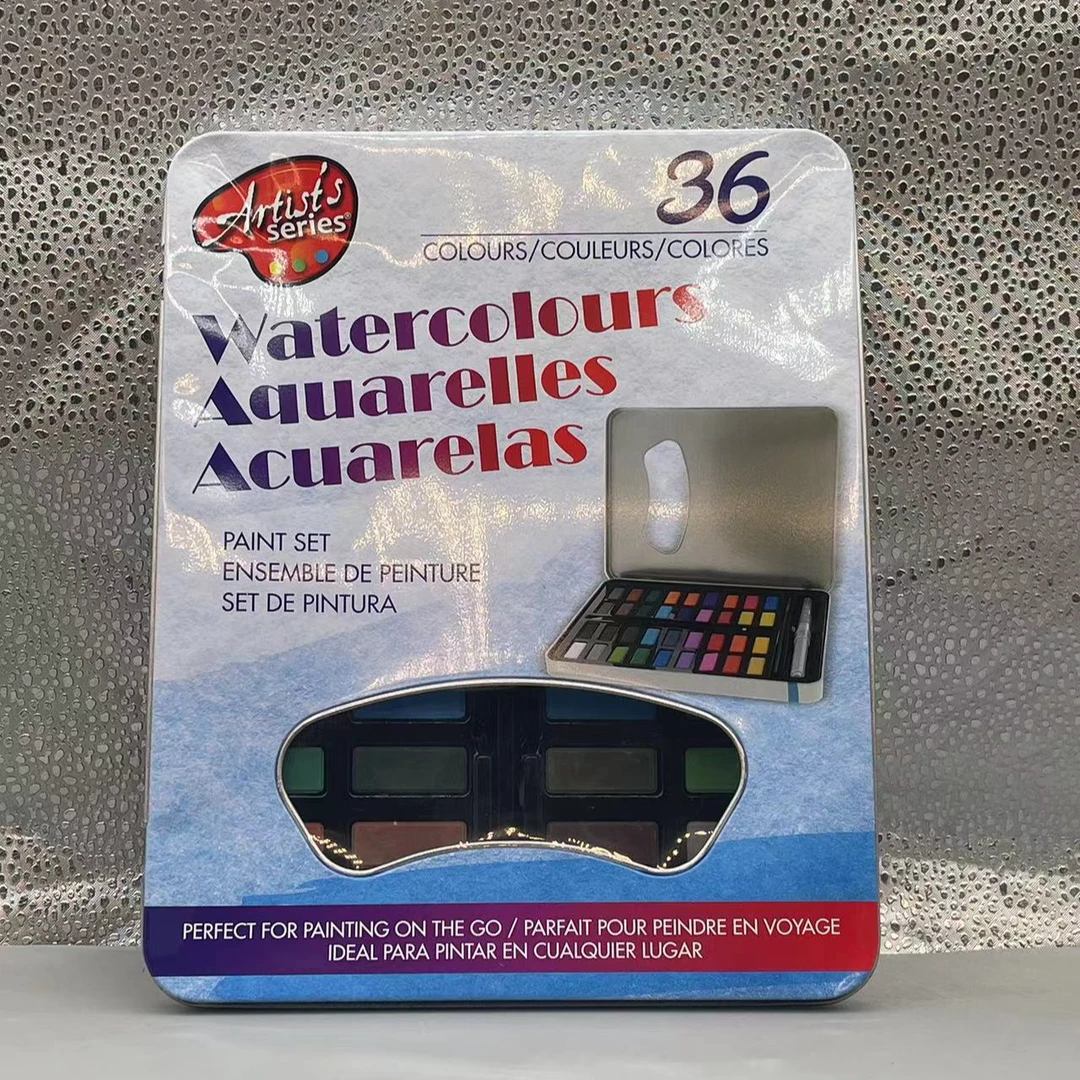 Artist's
series®
36
COLOURS/COULEURS/COLORES
Watercolours
Aquarelles
Acuarelas
PAINT SET
ENSEMBLE DE PEINTURE
SET DE PINTURA
PERFECT FOR PAINTING ON THE GO / PARFAIT POUR PEINDRE EN VOYAGE
IDEAL PARA PINTAR EN CUALQUIER LUGAR